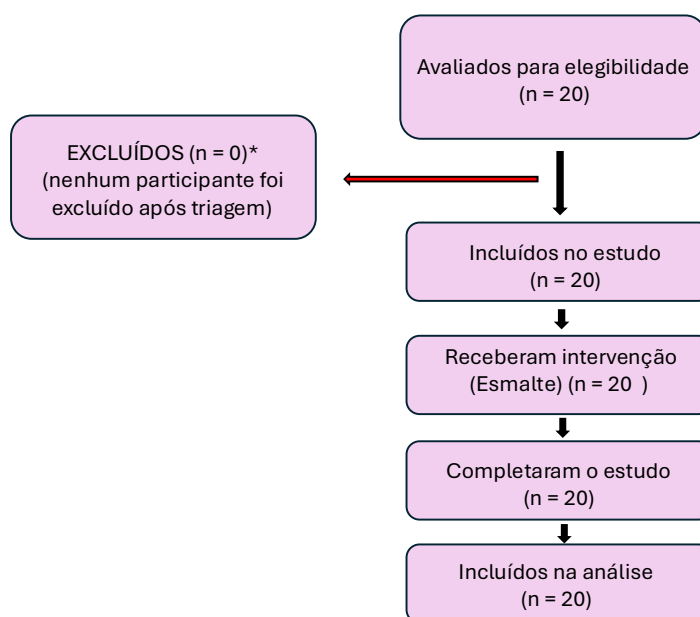 Avaliados para elegibilidade
(n = 20)
EXCLUÍDOS (n = 0)*
(nenhum participante foi
excluído após triagem)
Incluídos no estudo
(n = 20)
Receberam intervenção
(Esmalte) (n = 20  )
Completaram o estudo
(n = 20)
Incluídos na análise
(n = 20)